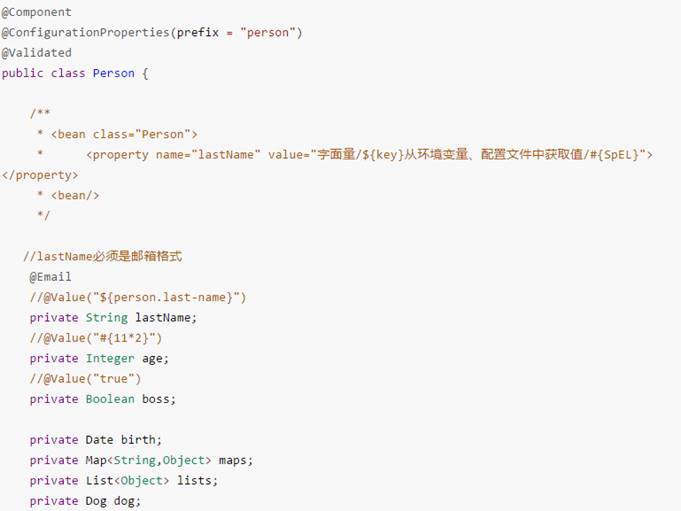 @Component
@ConfigurationProperties(prefix = "person")
@Validated
public class Person {
/**
* <bean class="Person">
* <property name="lastName" value="字面量/${key}从环境变量、配置文件中获取值/#{SpEL}">
</property>
* <bean/>
*/
//lastName必须是邮箱格式
@Email
//@Value("${person.last-name}")
private String lastName;
//@Value("#{11*2}")
private Integer age;
//@Value("true")
private Boolean boss;
private Date birth;
private Map<String,Object> maps;
private List<Object> lists;
private Dog dog;